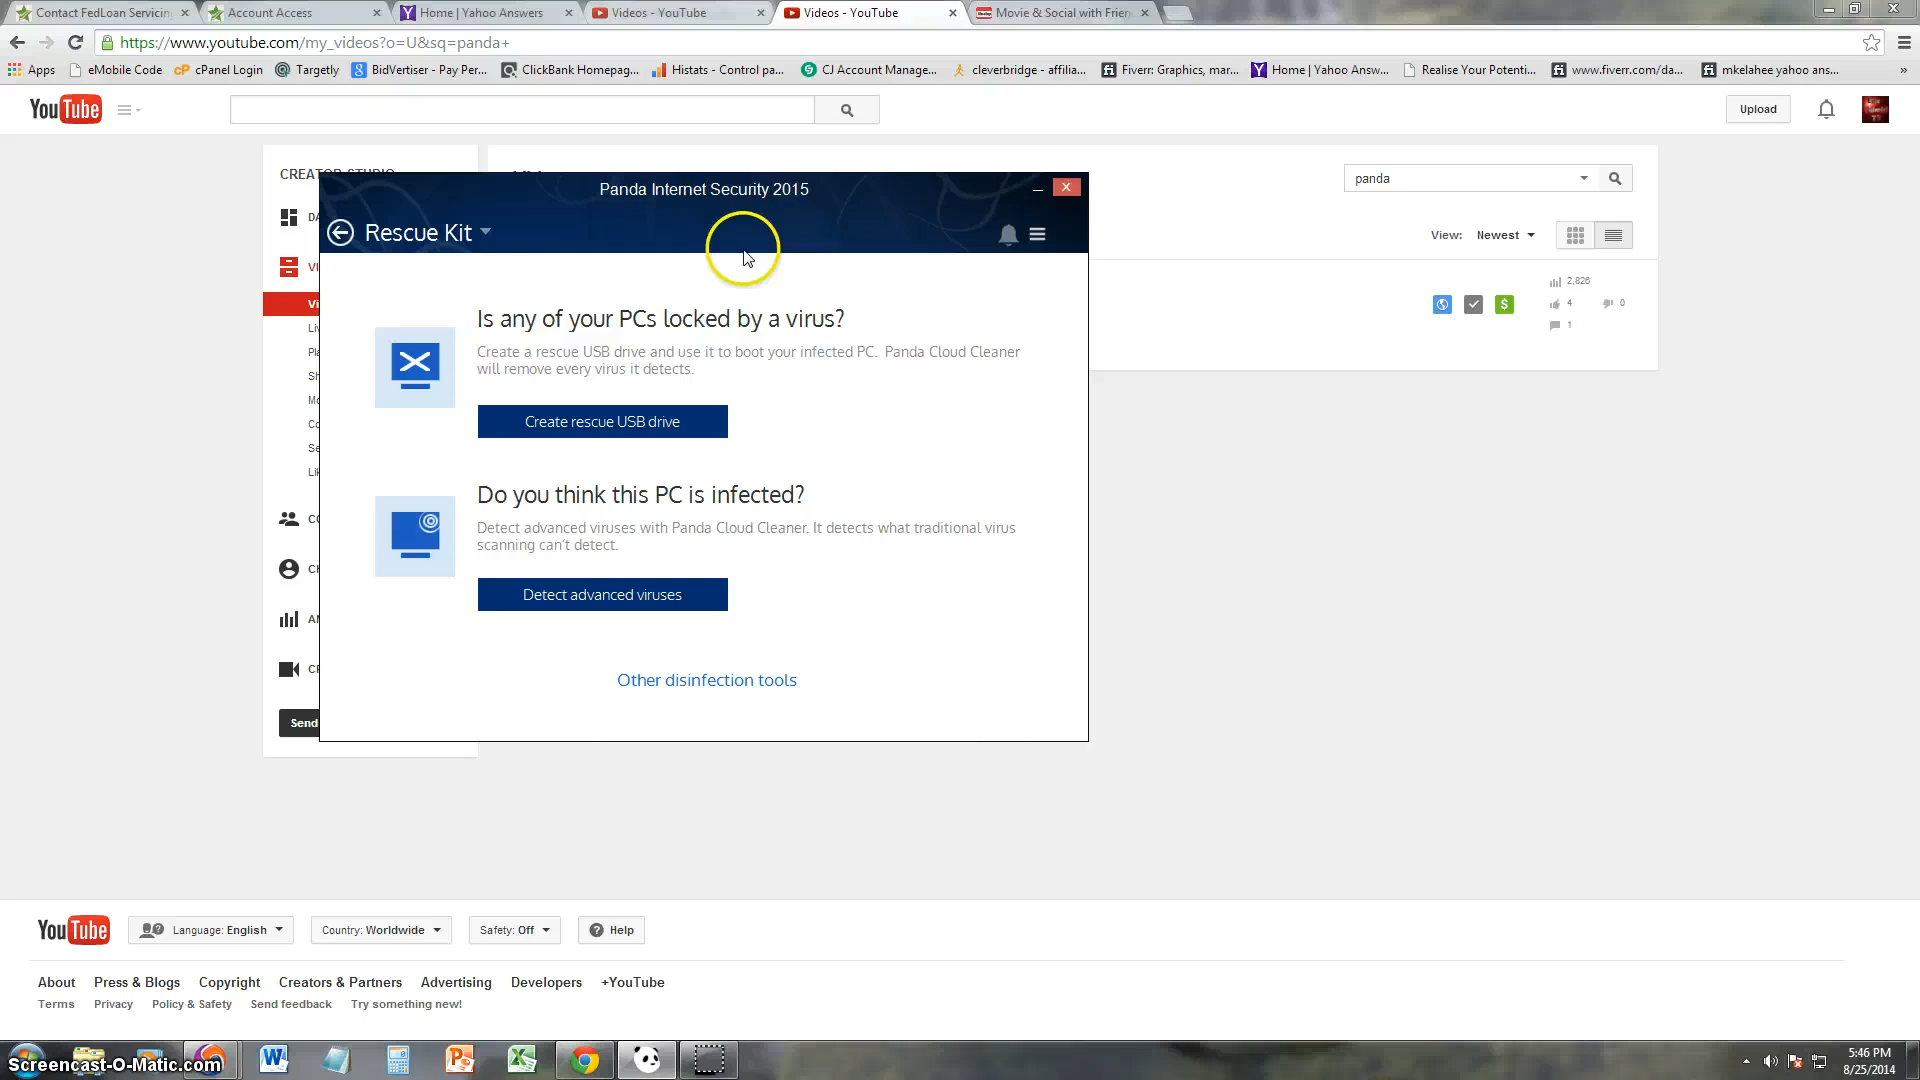 Contact FedLoan Servicing
Account Access
Home | Yahoo Answers
Videos - YouTube
Videos - YouTube
Movie & Social with Frien
https://www.youtube.com/my_videos?o=U&sq=panda+
Apps
eMobile Code
cPanel Login
Targetly
BidVertiser - Pay Per...
ClickBank Homepag...
Histats - Control pa...
CJ Account Manage...
cleverbridge - affilia...
Fiverr: Graphics, mar...
Home | Yahoo Answ...
Realise Your Potenti...
www.fiverr.com/da...
mkelahee yahoo ans...
»
YouTube
Upload
CREATOR STUDIO
panda
View:
Newest
2,826
4
0
1
Send
Panda Internet Security 2015
Rescue Kit
Is any of your PCs locked by a virus?
Create a rescue USB drive and use it to boot your infected PC. Panda Cloud Cleaner
will remove every virus it detects.
Create rescue USB drive
Do you think this PC is infected?
Detect advanced viruses with Panda Cloud Cleaner. It detects what traditional virus
scanning can't detect.
Detect advanced viruses
Other disinfection tools
YouTube
Language: English
Country: Worldwide
Safety: Off
Help
About
Press & Blogs
Copyright
Creators & Partners
Advertising
Developers
+YouTube
Terms
Privacy
Policy & Safety
Send feedback
Try something new!
Screencast-O-Matic.com
5:46 PM
8/25/2014